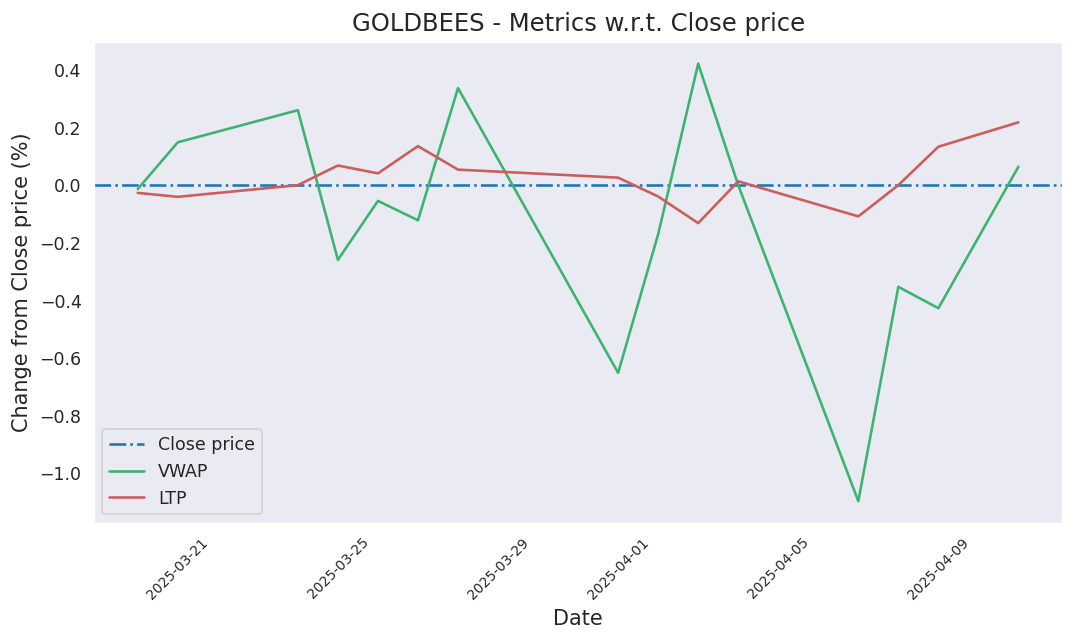 GOLDBEES - Metrics w.r.t. Close price
Change from Close price (%)
0.4
0.2
0.0
−0.2
−0.4
−0.6
−0.8
−1.0
Close price
VWAP
LTP
2025-03-21
2025-03-25
2025-03-29
2025-04-01
2025-04-05
2025-04-09
Date